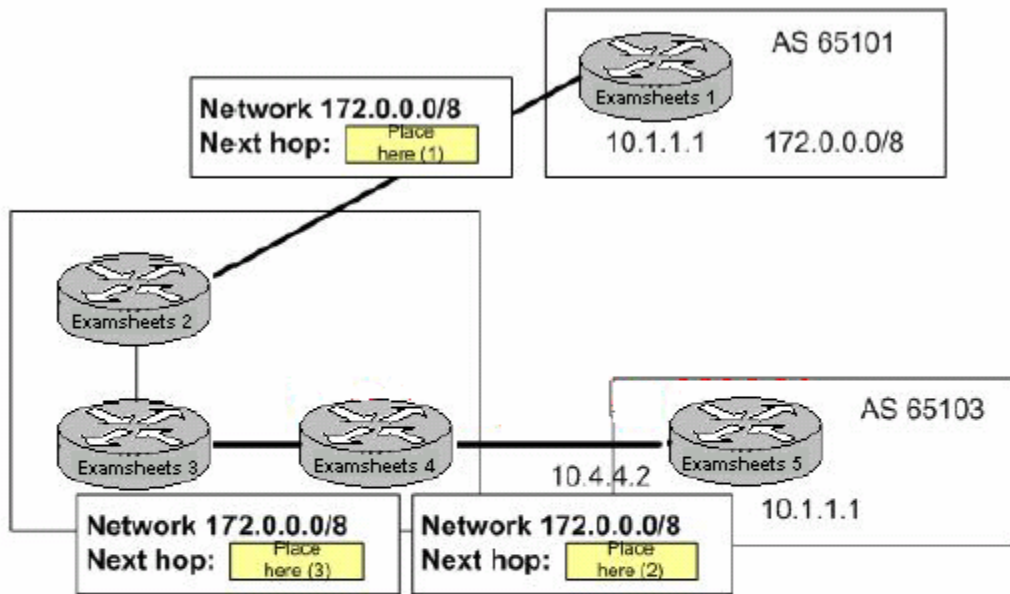 AS 65101
Examsheets 1
10.1.1.1 172.0.0.0/8
Network 172.0.0.0/8
Next hop: Place here (1)
Examsheets 2
Examsheets 3
Examsheets 4
Examsheets 5
AS 65103
10.4.4.2
10.1.1.1
Network 172.0.0.0/8
Next hop: Place here (3)
Network 172.0.0.0/8
Next hop: Place here (2)